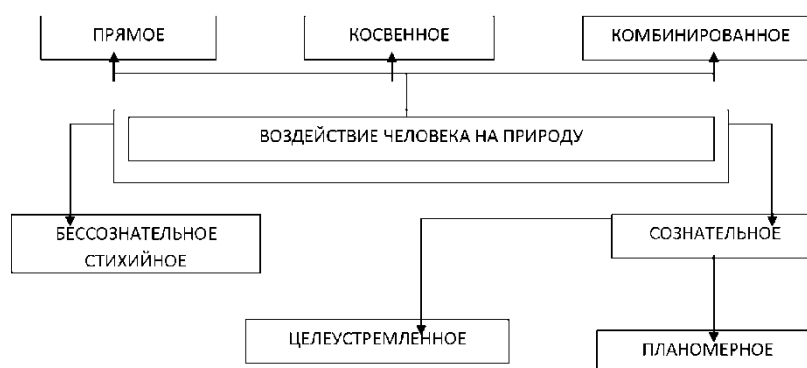 ПРЯМОЕ
КОСВЕННОЕ
КОМБИНИРОВАННОЕ
ВОЗДЕЙСТВИЕ ЧЕЛОВЕКА НА ПРИРОДУ
БЕССОЗНАТЕЛЬНОЕ
СТИХИЙНОЕ
СОЗНАТЕЛЬНОЕ
ЦЕЛЕУСТРЕМЛЕННОЕ
ПЛАНОМЕРНОЕ